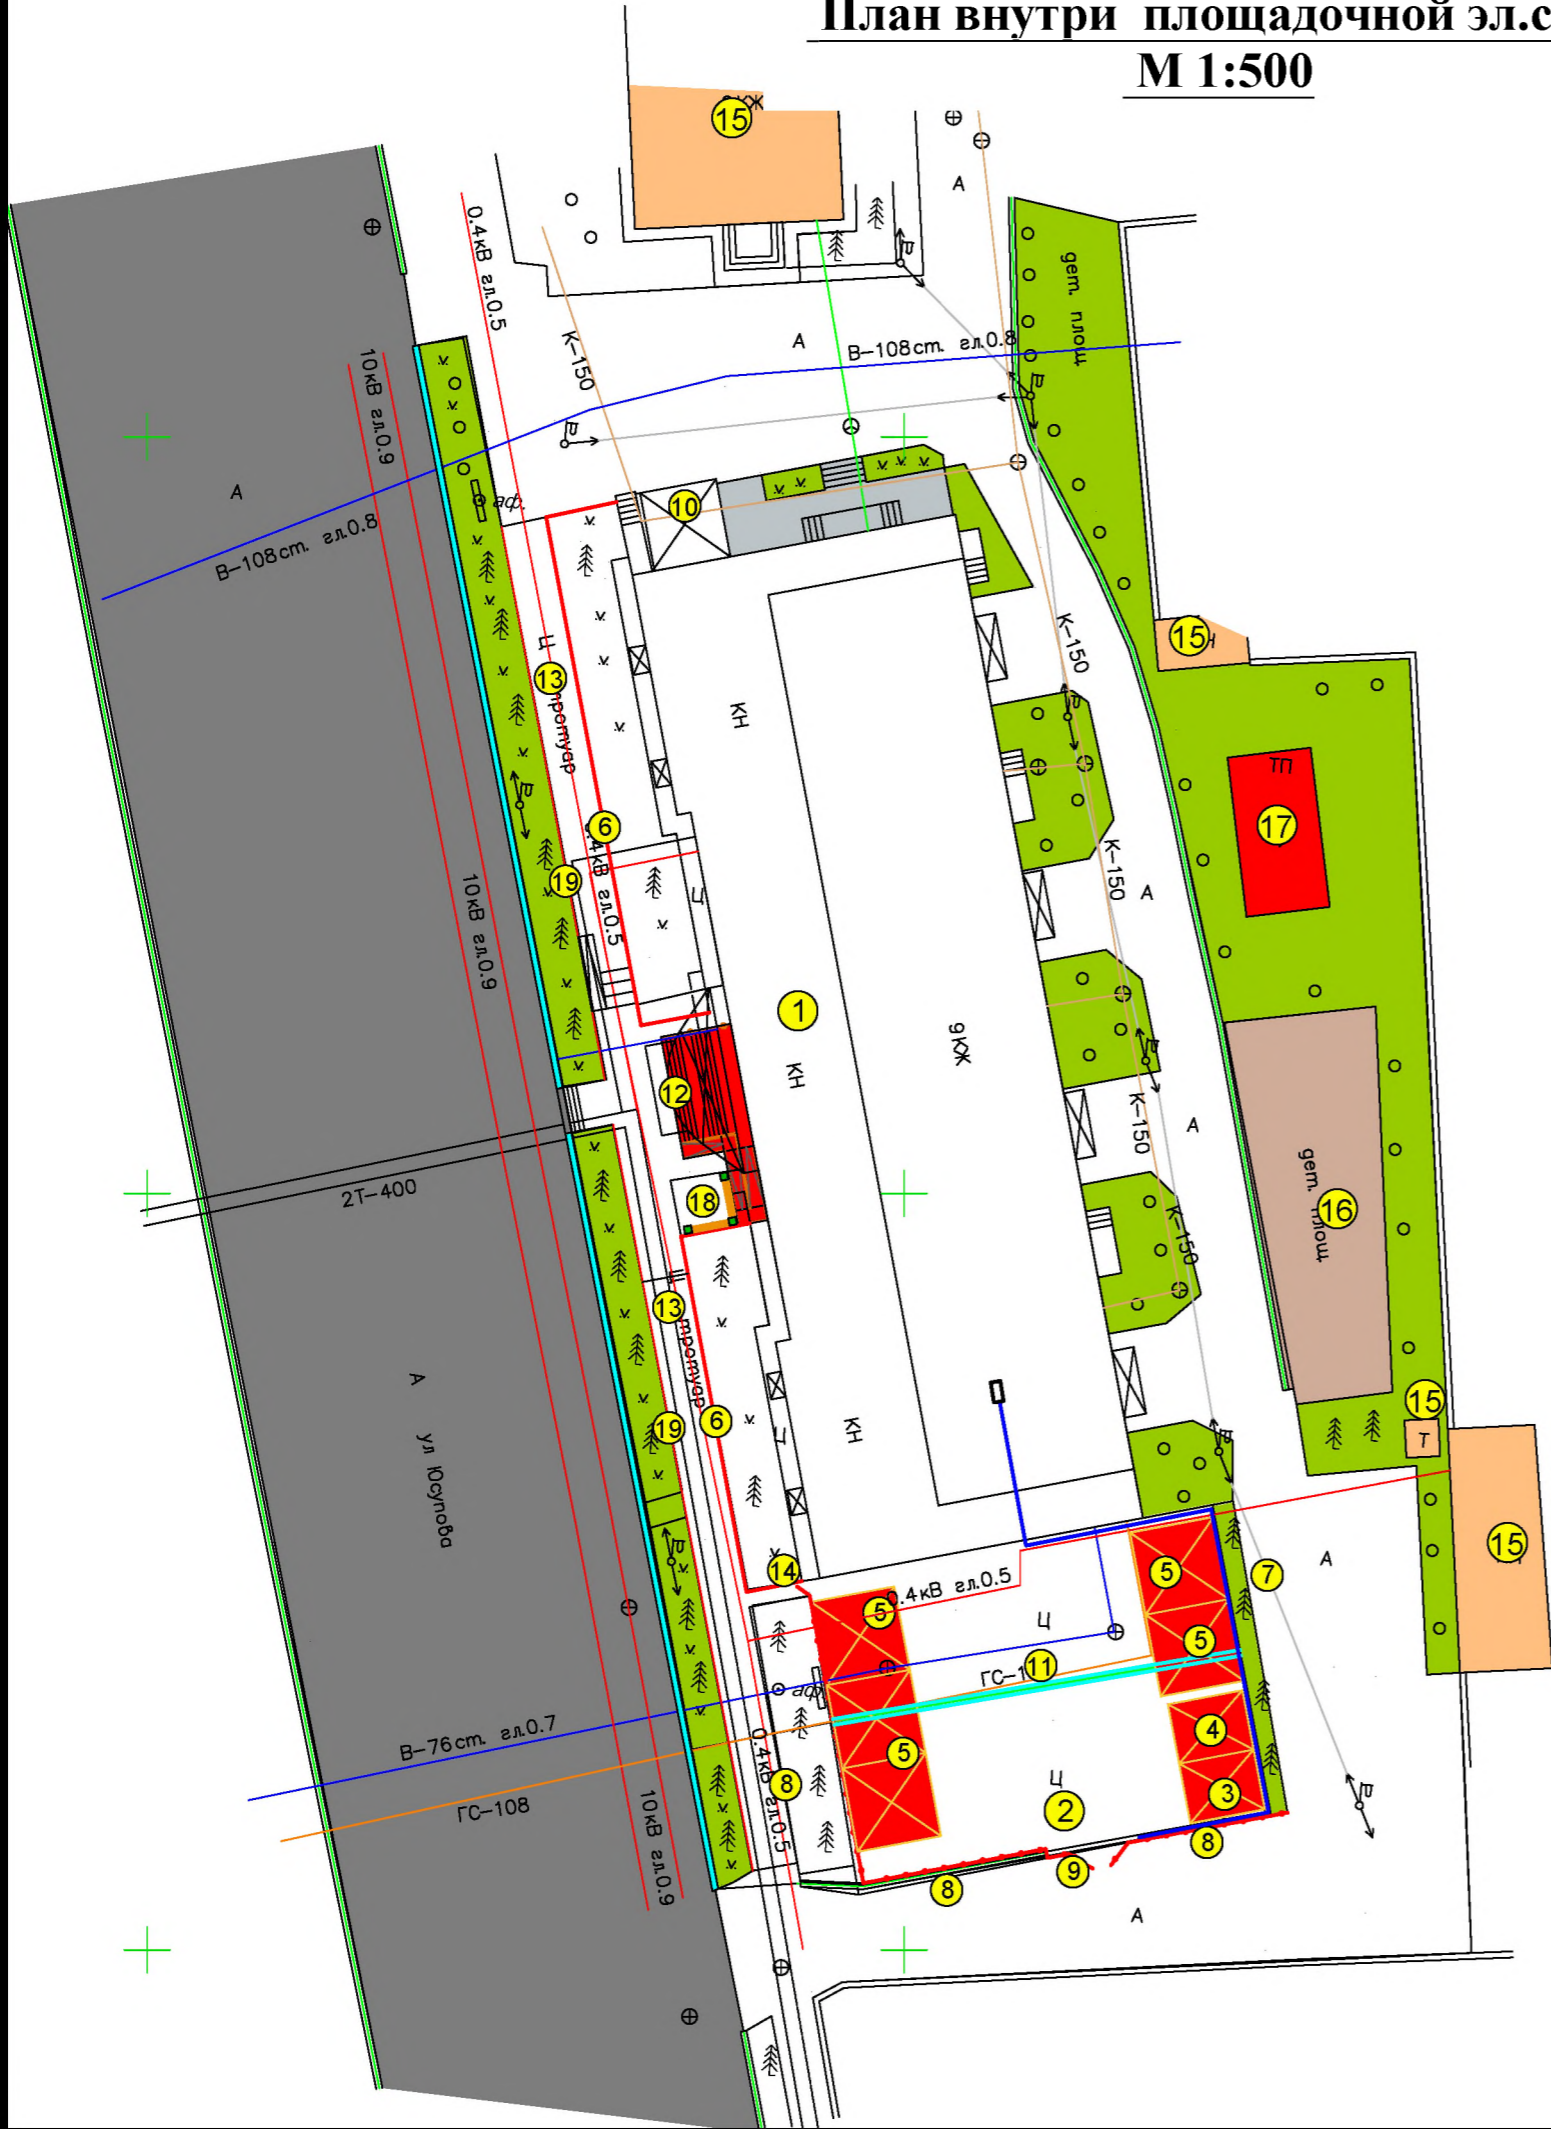 План внутри площадочной эл.с
М 1:500
15
А
0.4кВ гл.0.5
дет. площ
К-150
А
В-108ст. гл.0.8
10кВ гл.0.9
А
аф.
10
В-108ст. гл.0.8
Ц
13
тротуар
К-150
15
КН
ТП
17
6
0.4кВ гл.0.5
19
Ц
К-150
А
10кВ гл.0.9
1
9КЖ
КН
12
К-150
А
2Т-400
18
дет. площ
16
К-150
13
тротуар
А
ул Юсупова
6
19
Ц
КН
15
Т
15
А
14
5
0.4кВ гл.0.5
5
7
Ц
5
11
ГС-1
аф.
В-76ст. гл.0.7
0.4кВ гл.0.5
5
4
8
Ц
2
3
ГС-108
10кВ гл.0.9
8
9
8
А